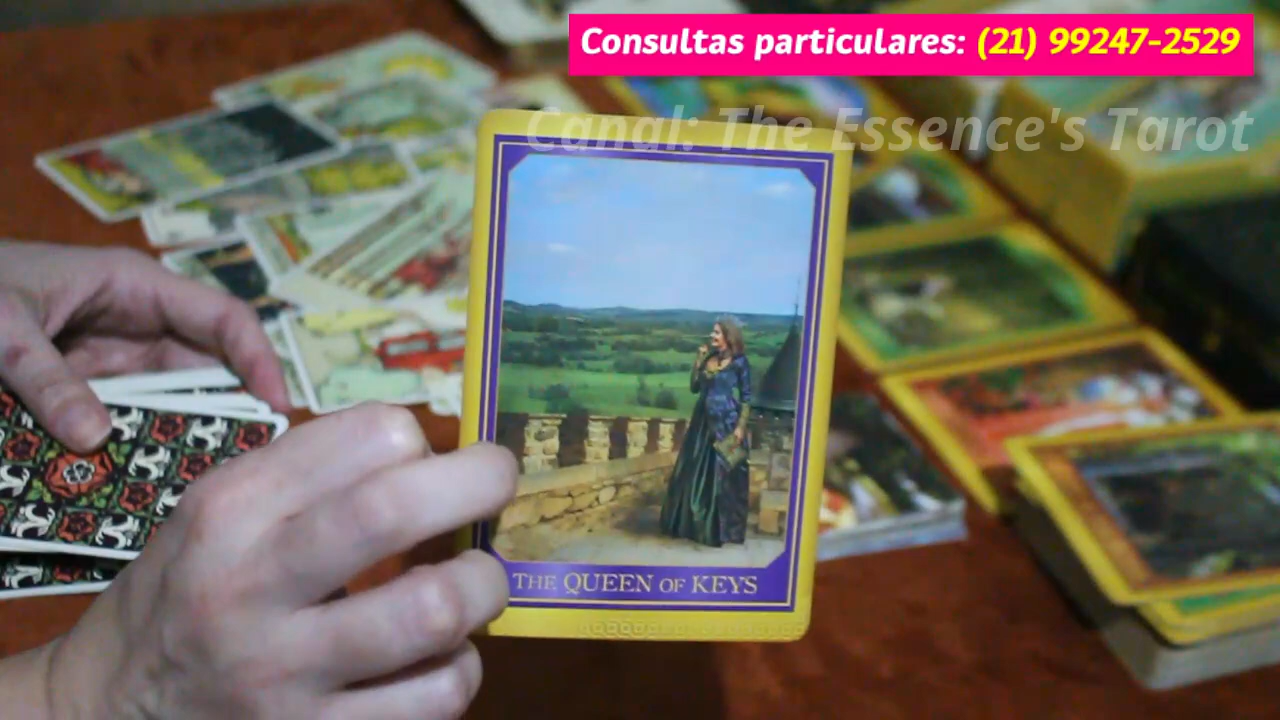 Consultas particulares: (21) 99247-2529
Canal: The Essence's Tarot
THE QUEEN OF KEYS